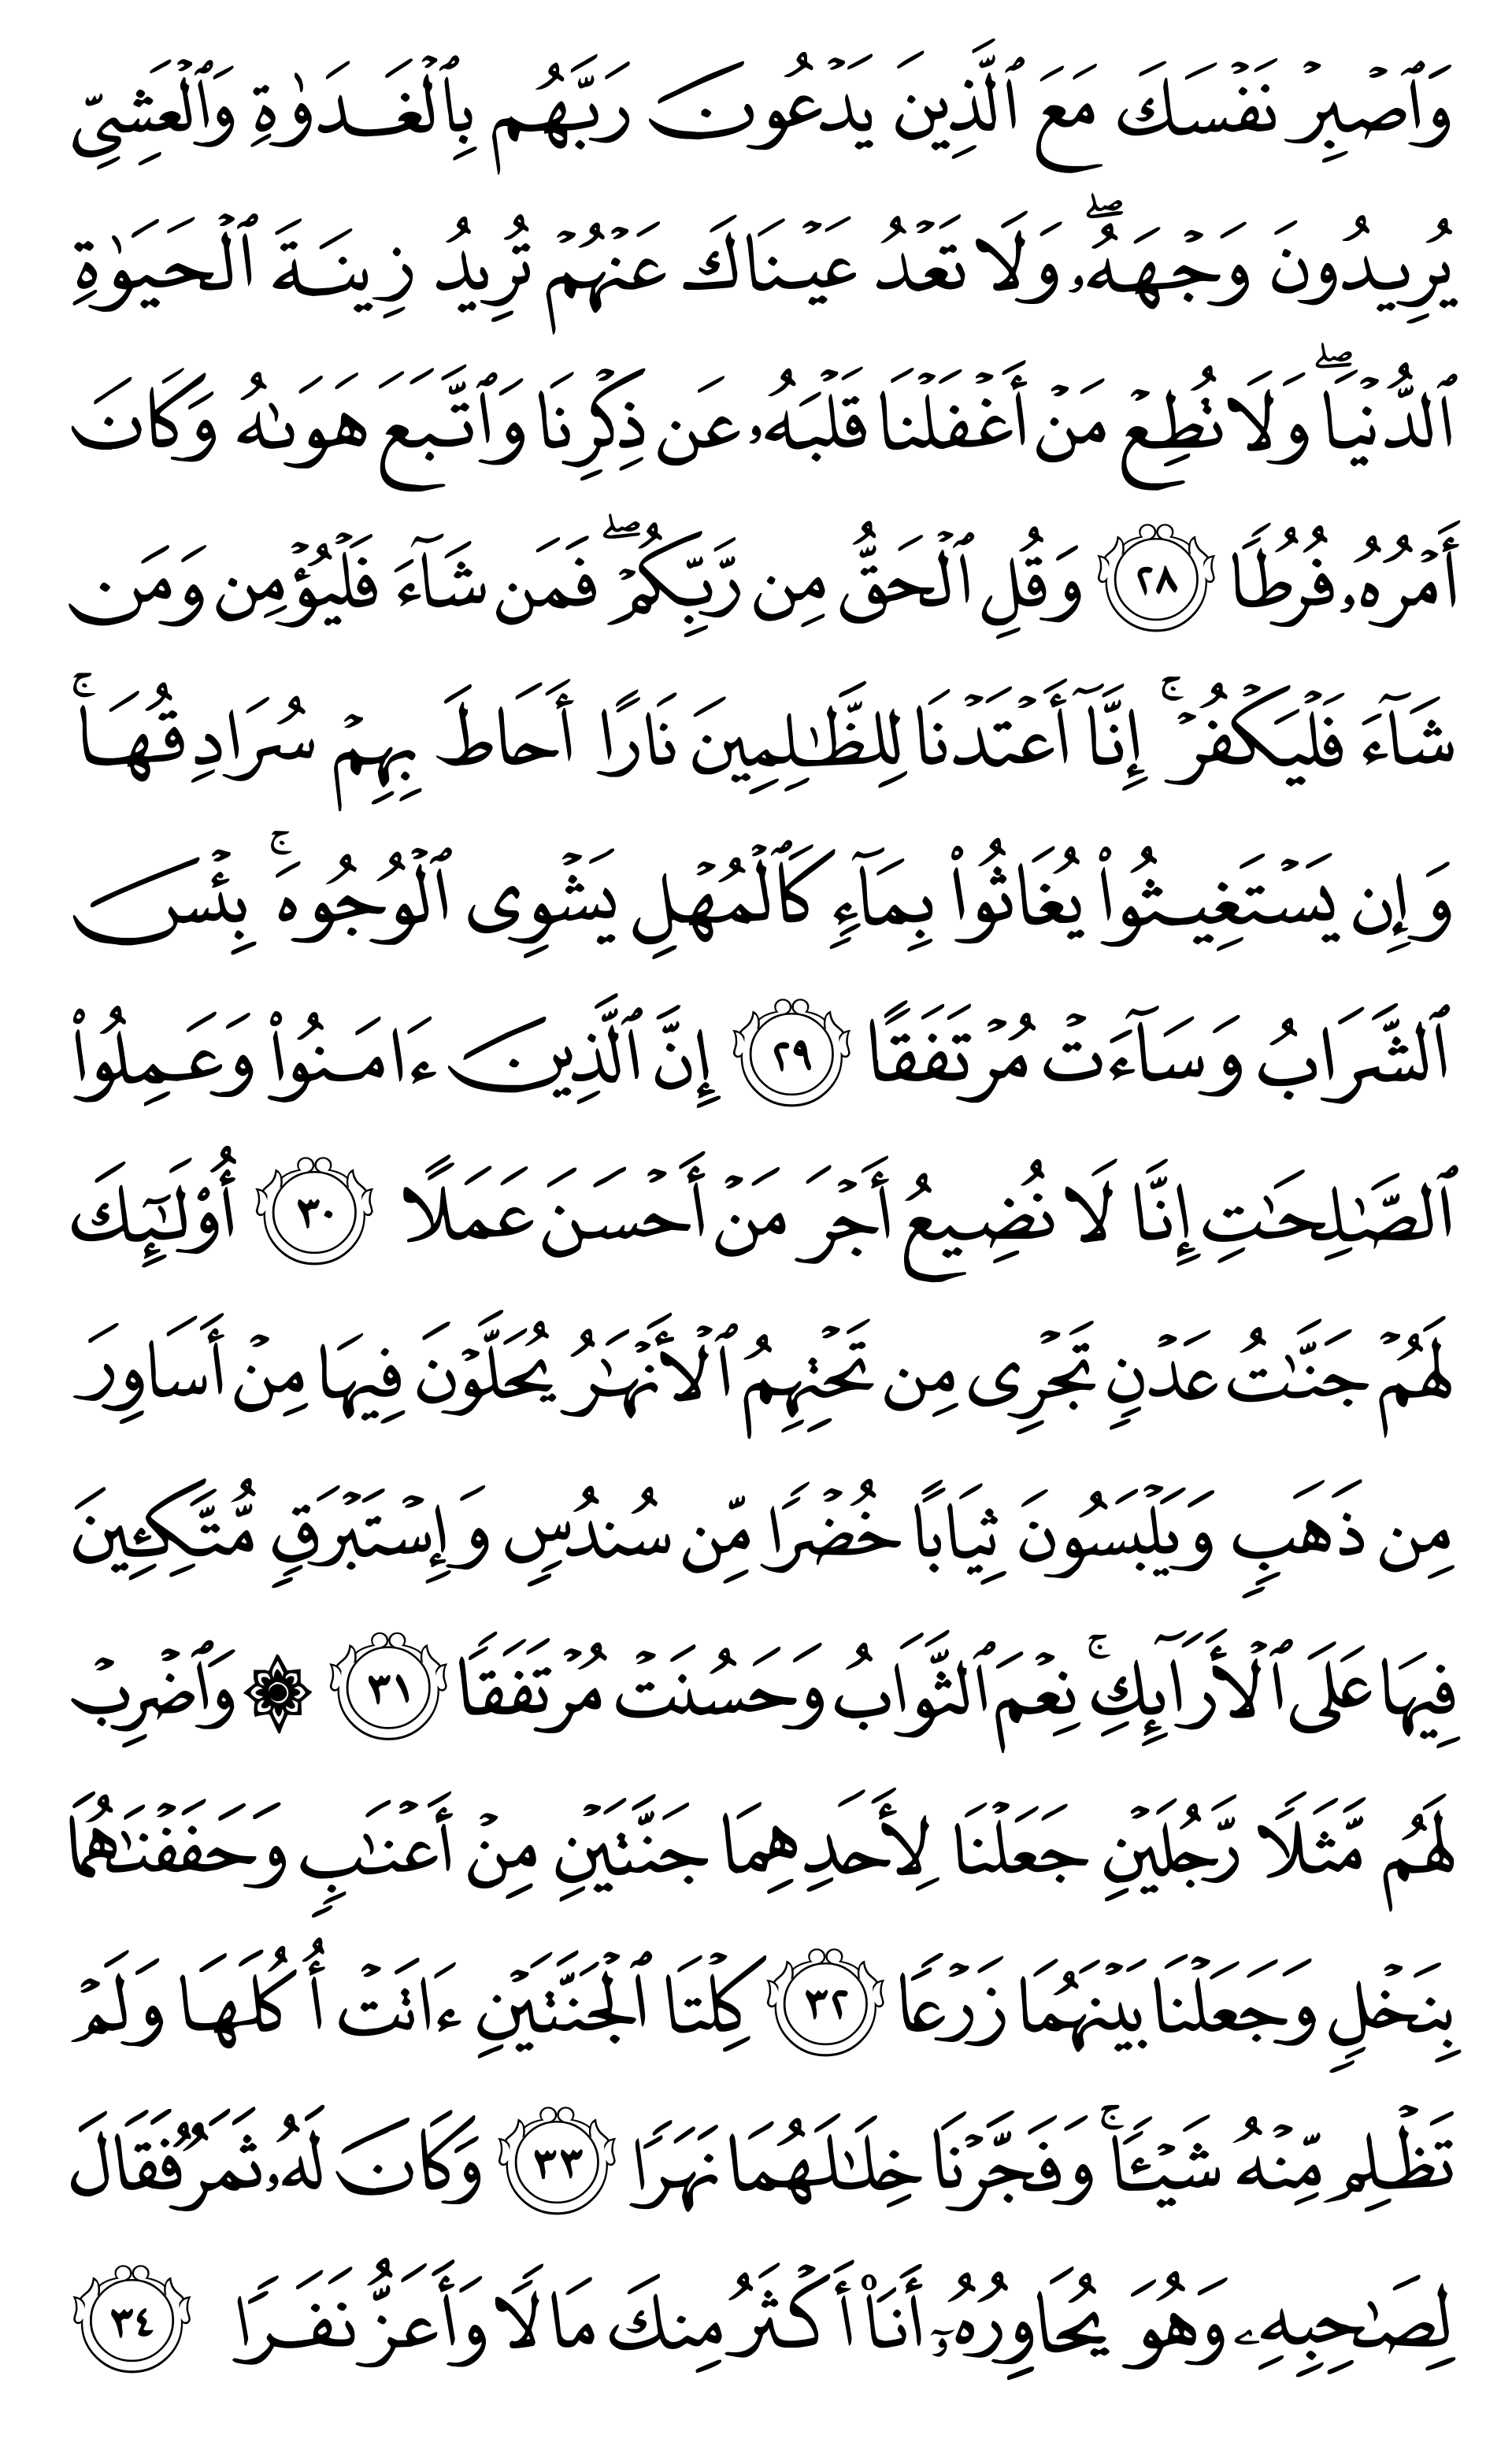 وَٱصۡبِرۡ نَفۡسَكَ مَعَ ٱلَّذِينَ يَدۡعُونَ رَبَّهُم بِٱلۡغَدَوٰةِ وَٱلۡعَشِيِّ
يُرِيدُونَ وَجۡهَهُۥۖ وَلَا تَعۡدُ عَيۡنَاكَ عَنۡهُمۡ تُرِيدُ زِينَةَ ٱلۡحَيَوٰةِ
ٱلدُّنۡيَاۖ وَلَا تُطِعۡ مَنۡ أَغۡفَلۡنَا قَلۡبَهُۥ عَن ذِكۡرِنَا وَٱتَّبَعَ هَوَىٰهُ وَكَانَ
أَمۡرُهُۥ فُرُطٗا ٢٨ وَقُلِ ٱلۡحَقُّ مِن رَّبِّكُمۡۖ فَمَن شَآءَ فَلۡيُؤۡمِن وَمَن
شَآءَ فَلۡيَكۡفُرۡۚ إِنَّآ أَعۡتَدۡنَا لِلظَّٰلِمِينَ نَارًا أَحَاطَ بِهِمۡ سُرَادِقُهَاۚ
وَإِن يَسۡتَغِيثُواْ يُغَاثُواْ بِمَآءٖ كَٱلۡمُهۡلِ يَشۡوِي ٱلۡوُجُوهَۚ بِئۡسَ
ٱلشَّرَابُ وَسَآءَتۡ مُرۡتَفَقًا ٢٩ إِنَّ ٱلَّذِينَ ءَامَنُواْ وَعَمِلُواْ
ٱلصَّٰلِحَٰتِ إِنَّا لَا نُضِيعُ أَجۡرَ مَنۡ أَحۡسَنَ عَمَلًا ٣٠ أُوْلَٰٓئِكَ
لَهُمۡ جَنَّٰتُ عَدۡنٖ تَجۡرِي مِن تَحۡتِهِمُ ٱلۡأَنۡهَٰرُ يُحَلَّوۡنَ فِيهَا مِنۡ أَسَاوِرَ
مِن ذَهَبٖ وَيَلۡبَسُونَ ثِيَابًا خُضۡرٗا مِّن سُندُسٖ وَإِسۡتَبۡرَقٖ مُّتَّكِـِٔينَ
فِيهَا عَلَى ٱلۡأَرَآئِكِۚ نِعۡمَ ٱلثَّوَابُ وَحَسُنَتۡ مُرۡتَفَقٗا ٣١ ۞ وَٱضۡرِبۡ
لَهُم مَّثَلٗا رَّجُلَيۡنِ جَعَلۡنَا لِأَحَدِهِمَا جَنَّتَيۡنِ مِنۡ أَعۡنَٰبٖ وَحَفَفۡنَٰهُمَا
بِنَخۡلٖ وَجَعَلۡنَا بَيۡنَهُمَا زَرۡعٗا ٣٢ كِلۡتَا ٱلۡجَنَّتَيۡنِ ءَاتَتۡ أُكُلَهَا وَلَمۡ
تَظۡلِم مِّنۡهُ شَيۡـٔٗاۚ وَفَجَّرۡنَا خِلَٰلَهُمَا نَهَرٗا ٣٣ وَكَانَ لَهُۥ ثَمَرٞ فَقَالَ
لِصَٰحِبِهِۦ وَهُوَ يُحَاوِرُهُۥٓ أَنَا۠ أَكۡثَرُ مِنكَ مَالٗا وَأَعَزُّ نَفَرٗا ٣٤